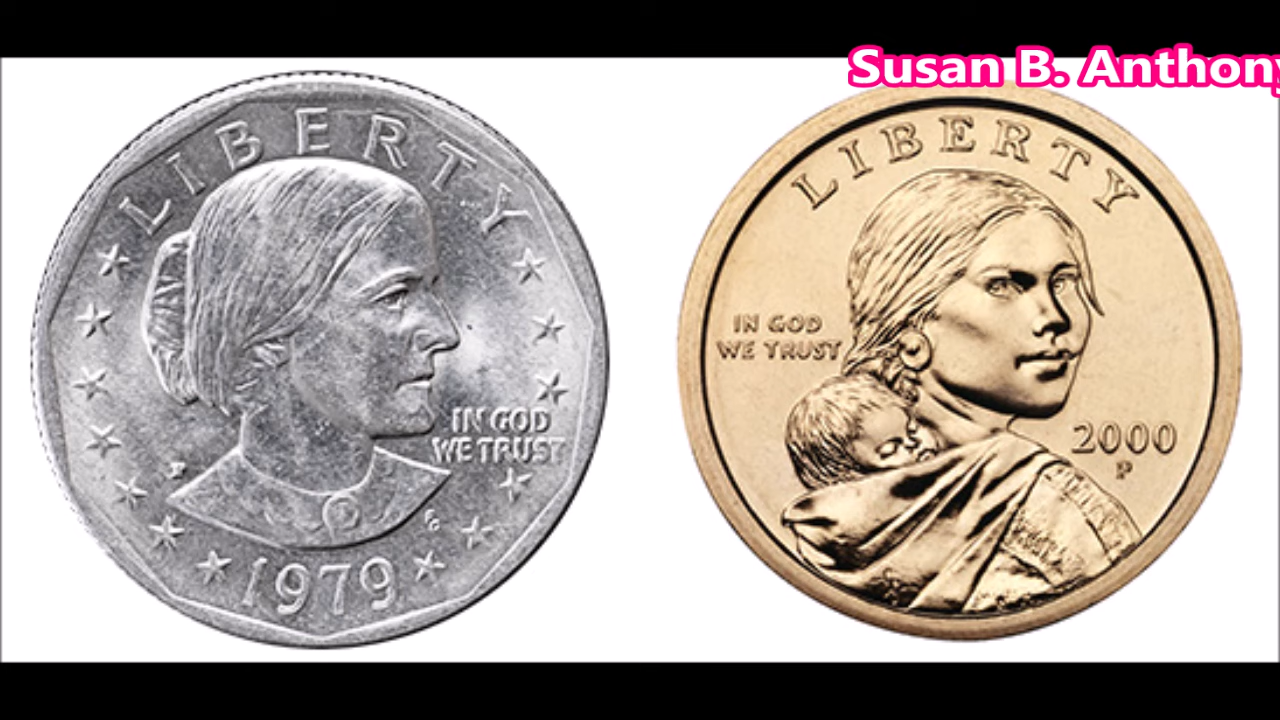 Susan B. Anthony
LIBERTY
IN GOD
WE TRUST
P
1979
LIBERTY
IN GOD
WE TRUST
2000
P